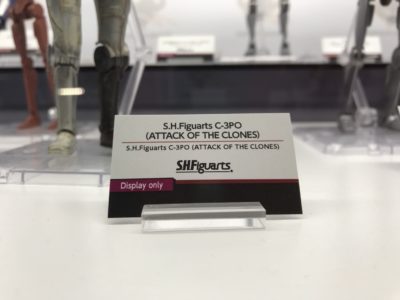 S.H.Figuarts C-3PO
(ATTACK OF THE CLONES)
S.H.Figuarts C-3PO (ATTACK OF THE CLONES)
S.H.Figuarts
Display only